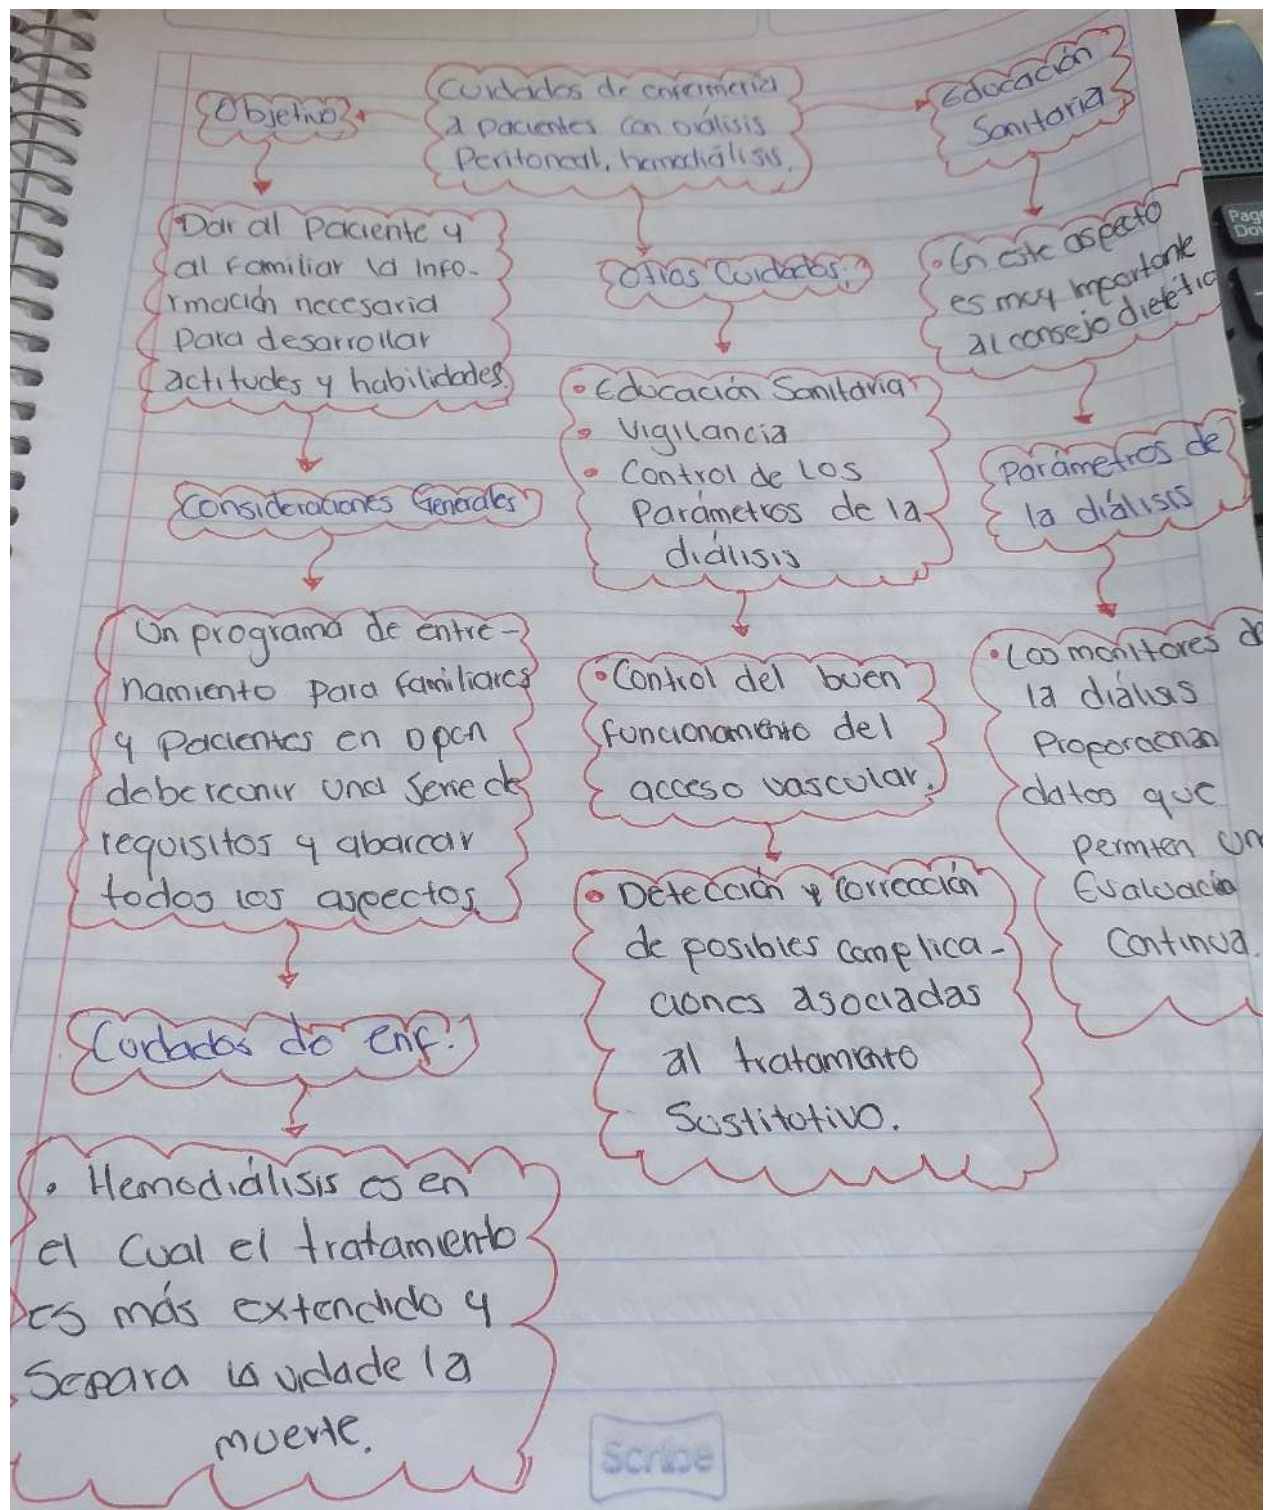 Cuidados de enfermería
a pacientes con diálisis
Peritoneal, hemodiálisis.
Objetivo
Dar al paciente y
al familiar la info-
rmación necesaria
para desarrollar
actitudes y habilidades.
Consideraciones Generales
Un programa de entre-
namiento para familiares
y pacientes en
debe reunir una serie de
requisitos y abarcar
todos los aspectos.
Cuidados de enf.:
• Hemodiálisis es en
el cual el tratamiento
es más extendido y
separa la vida de la
muerte.
Otros Cuidados:
• Educación Sanitaria
• Vigilancia
• Control de los
Parámetros de la
diálisis
• Control del buen
funcionamiento del
acceso vascular.
• Detección y corrección
de posibles complica-
ciones asociadas
al tratamiento
Sustitutivo.
Educación
Sanitaria
• En este aspecto
es muy importante
al consejo dietético
Parámetros de
la diálisis
• Los monitores de
la diálisis
Proporcionan
datos que
permiten un
Evaluación
Continua.
Scribe
Page